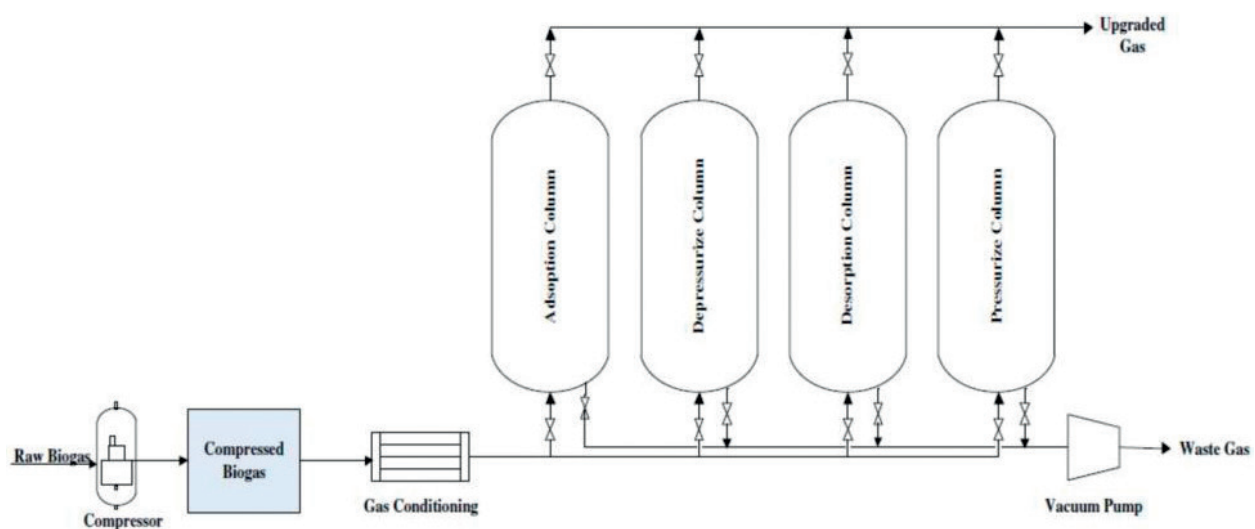 Upgraded
Gas
Adsoption Column
Depressurize Column
Desorption Column
Pressurize Column
Raw Biogas
Compressed
Biogas
Waste Gas
Compressor
Gas Conditioning
Vacuum Pump